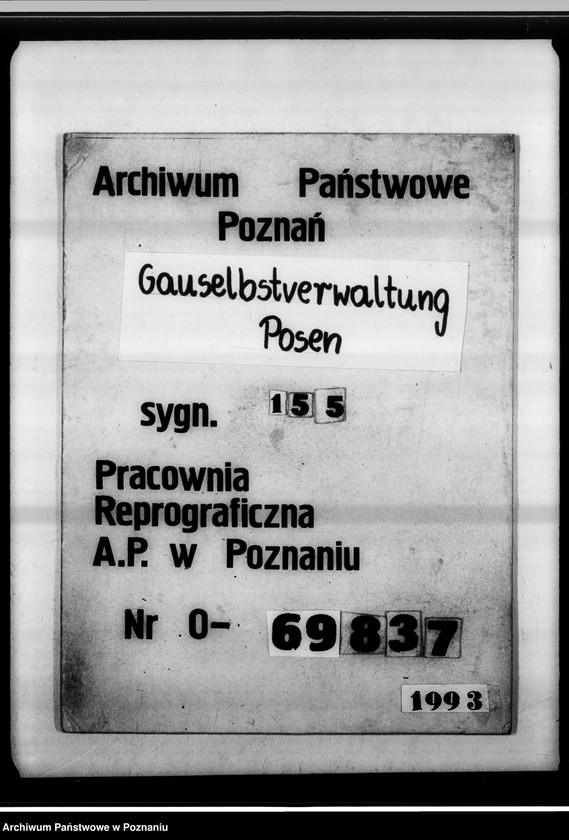 Archiwum Państwowe
Poznań
Gauselbstverwaltung
Posen
sygn. 155
Pracownia
Reprograficzna
A.P. w Poznaniu
Nr 0- 69837
1993
Archiwum Państwowe w Poznaniu